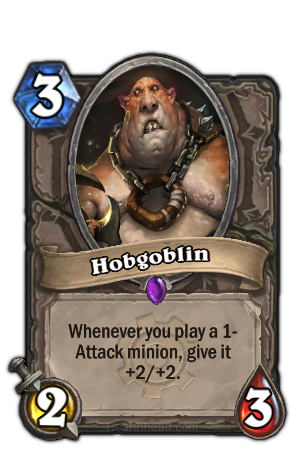 3
Hobgoblin
Whenever you play a 1-
Attack minion, give it
+2/+2.
2
3